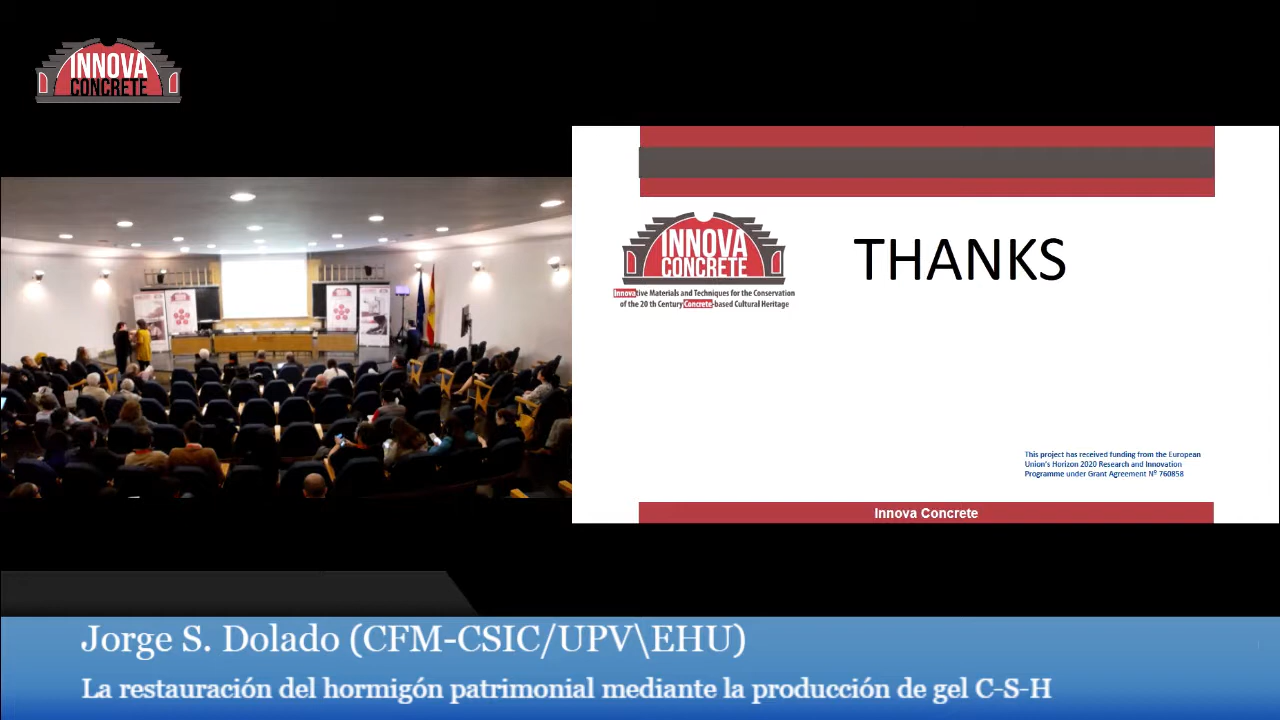 INNOVA
CONCRETE
INNOVA
CONCRETE
Innovative Materials and Techniques for the Conservation
of the 20 th Century Concrete-based Cultural Heritage
THANKS
This project has received funding from the European
Union's Horizon 2020 Research and Innovation
Programme under Grant Agreement Nº 760858
Innova Concrete
Jorge S. Dolado (CFM-CSIC/UPV\EHU)
La restauración del hormigón patrimonial mediante la producción de gel C-S-H